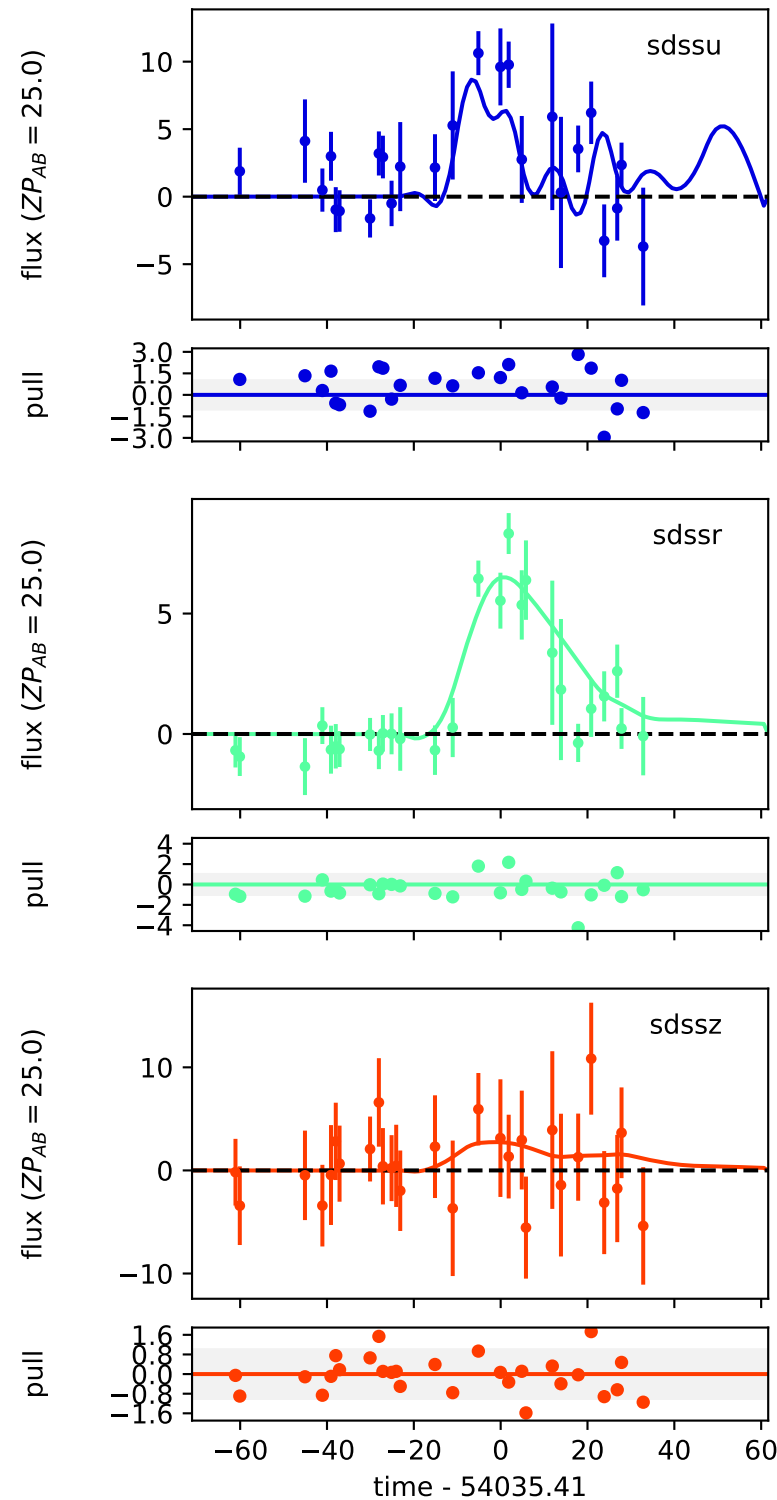 sdssu
flux (ZP_AB = 25.0)
10
5
0
−5
pull
3.0
1.5
0.0
−1.5
−3.0
sdssr
flux (ZP_AB = 25.0)
5
0
pull
4
2
0
−2
−4
sdssz
flux (ZP_AB = 25.0)
10
0
−10
pull
1.6
0.8
0.0
−0.8
−1.6
−60 −40 −20 0 20 40 60
time - 54035.41